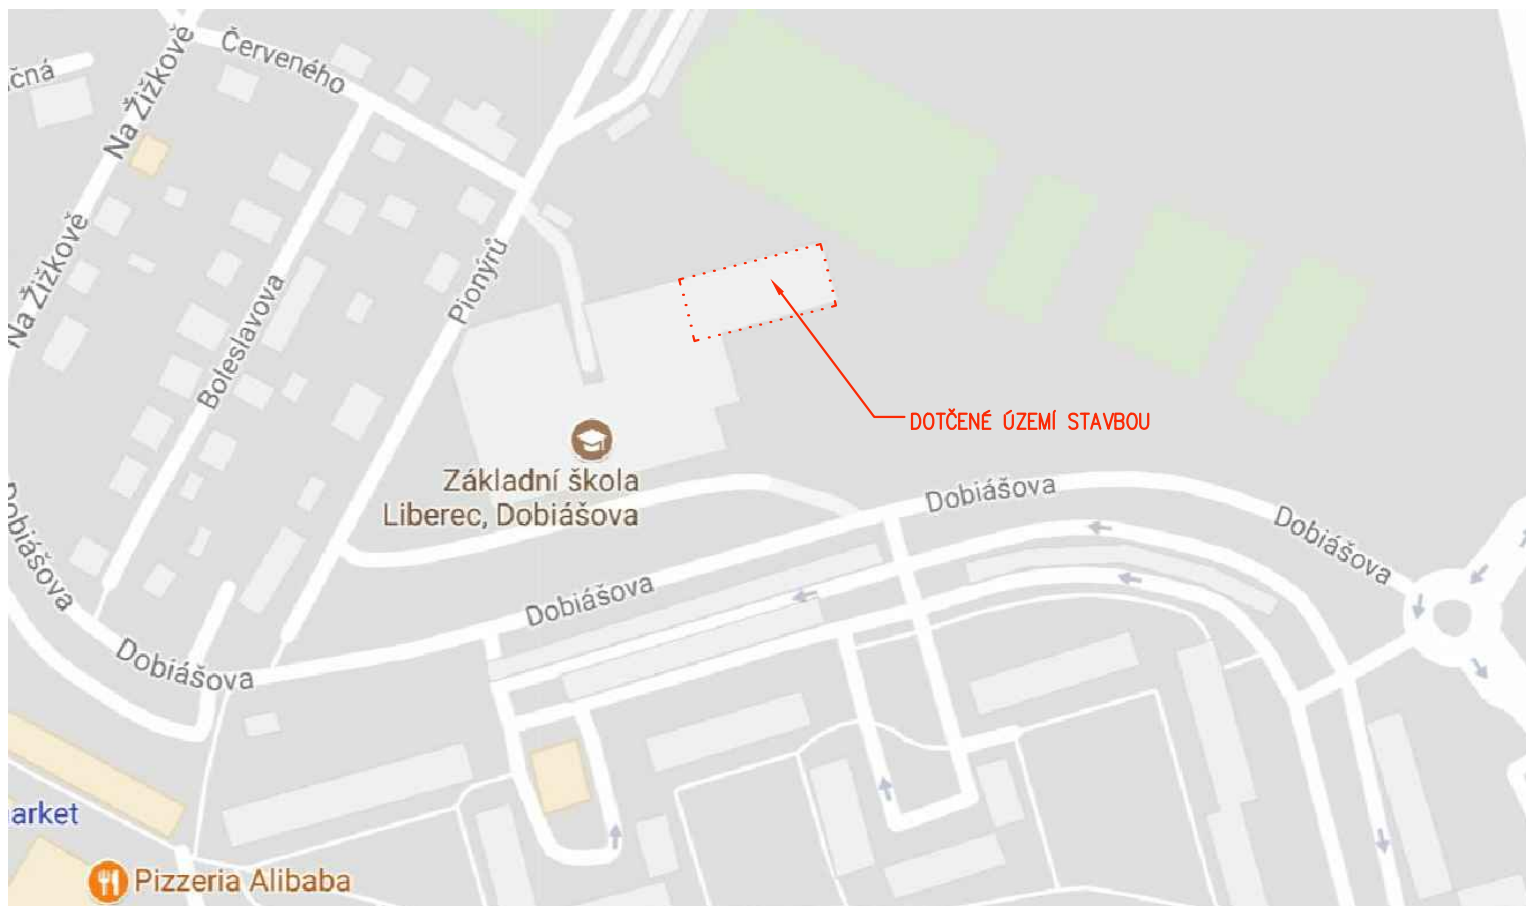 Červeného
čná
Na Žižkově
Na Žižkově
Boleslavova
Pionýrů
DOTČENÉ ÚZEMÍ STAVBOU
Základní škola
Liberec, Dobiášova
Dobiášova
Dobiášova
Dobiášova
Dobiášova
Dobiášova
arket
Pizzeria Alibaba